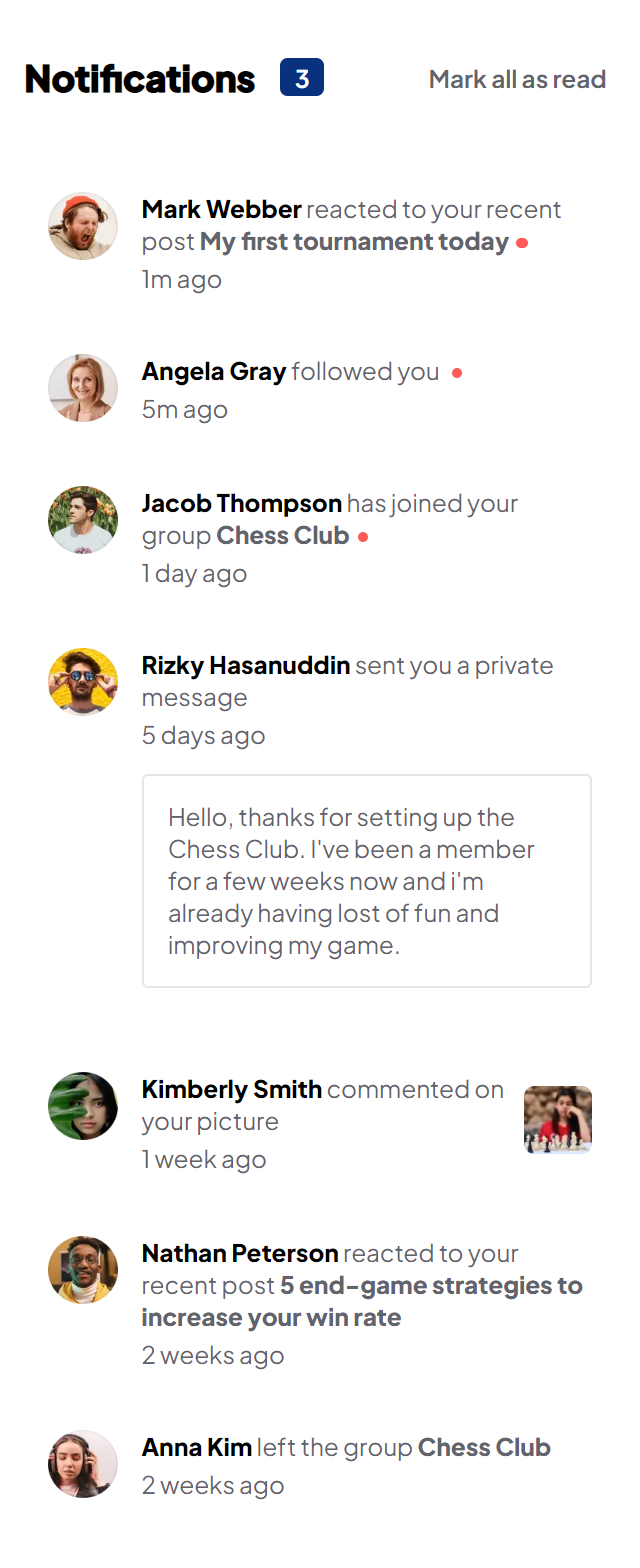 Notifications 3 Mark all as read
Mark Webber reacted to your recent
post My first tournament today
1m ago
Angela Gray followed you
5m ago
Jacob Thompson has joined your
group Chess Club
1 day ago
Rizky Hasanuddin sent you a private
message
5 days ago
Hello, thanks for setting up the
Chess Club. I've been a member
for a few weeks now and i'm
already having lost of fun and
improving my game.
Kimberly Smith commented on
your picture
1 week ago
Nathan Peterson reacted to your
recent post 5 end-game strategies to
increase your win rate
2 weeks ago
Anna Kim left the group Chess Club
2 weeks ago